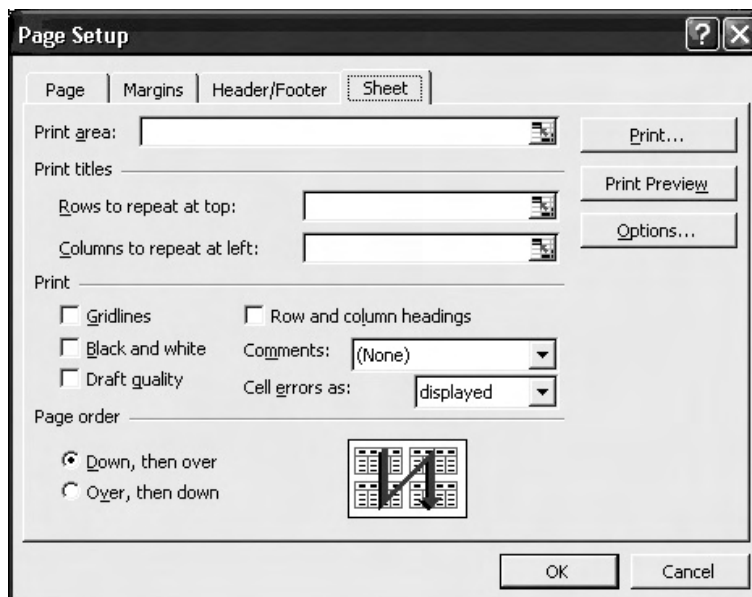 Page Setup
Page Margins Header/Footer Sheet
Print area:
Print...
Print titles
Print Preview
Rows to repeat at top:
Options...
Columns to repeat at left:
Print
Gridlines Row and column headings
Black and white Comments: (None)
Draft quality Cell errors as: displayed
Page order
Down, then over
Over, then down
OK Cancel